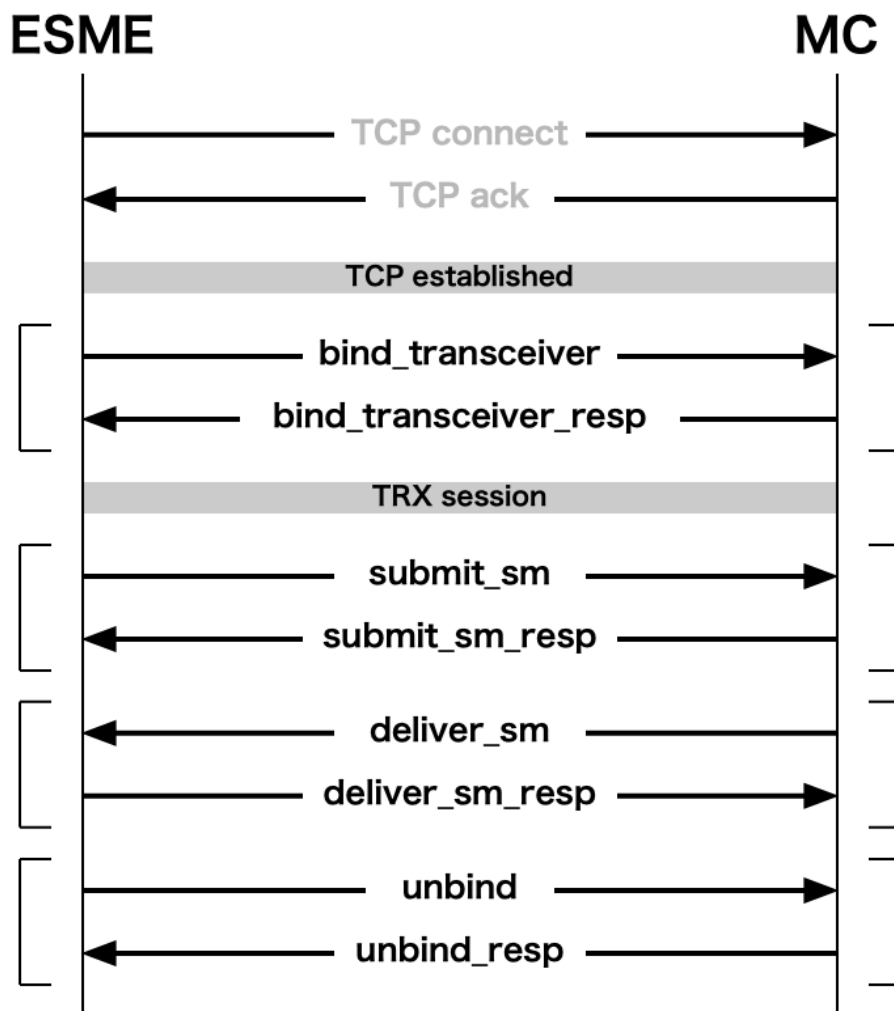 ESME MC
TCP connect
TCP ack
TCP established
bind_transceiver
bind_transceiver_resp
TRX session
submit_sm
submit_sm_resp
deliver_sm
deliver_sm_resp
unbind
unbind_resp